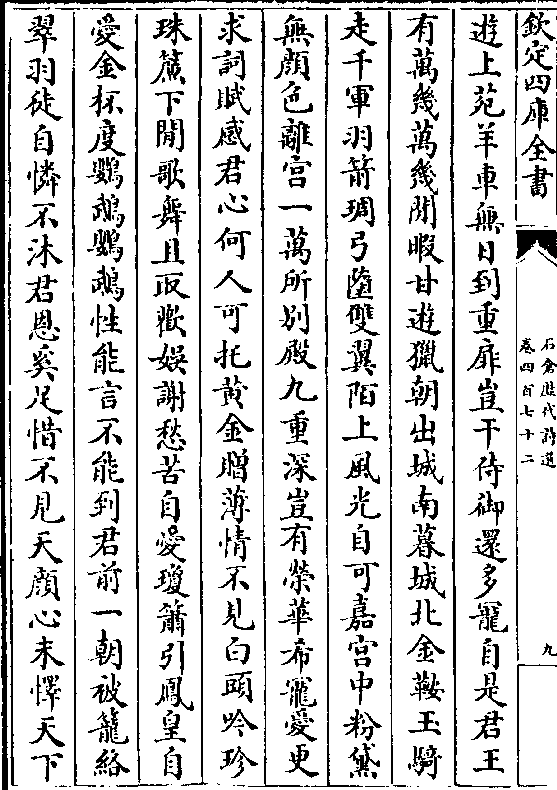 欽定四庫全書
石倉歷代詩選
卷四百七十二
九
遊上苑羊車無日到重扉豈干侍御還多寵自是君王
有萬幾萬幾閒暇甘遊獵朝出城南暮城北金鞍玉騎
走千軍羽箭琱弓墮雙翼陌上風光自可嘉宮中粉黛
無顔色離宮一萬所別殿九重深豈有榮華希寵愛更
求詞賦感君心何人可托黄金贈薄情不見白頭吟珍
珠簾下閒歌舞且取歡娛謝愁苦自愛瓊簫引鳳皇自
愛金杯度鸚鵡鸚鵡性能言不能到君前一朝被籠絡
翠羽徒自憐不沐君恩奚足惜不見天顔心未懌天下